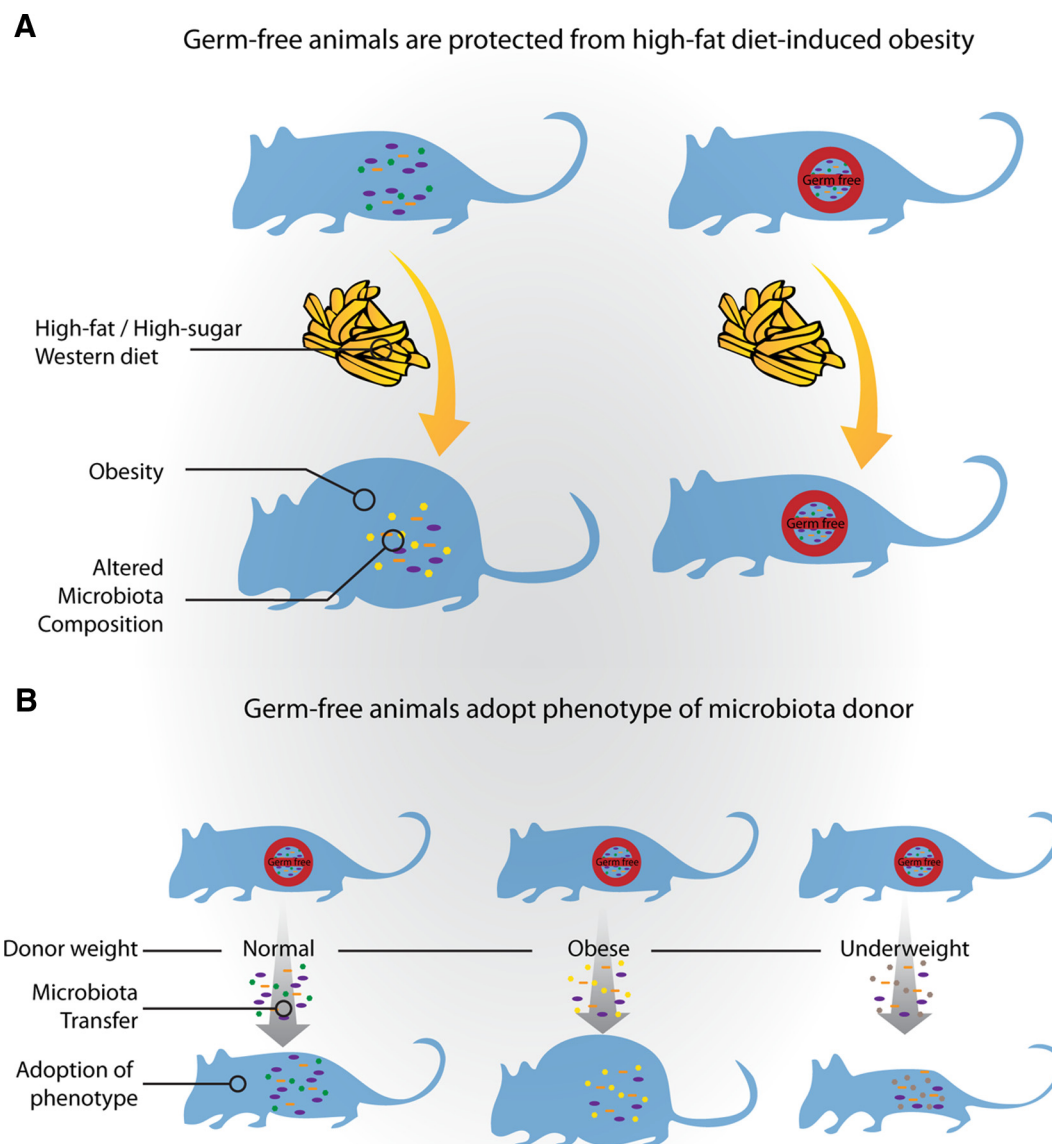 A
Germ-free animals are protected from high-fat diet-induced obesity
Germ free
High-fat / High-sugar
Western diet
Obesity
Germ free
Altered
Microbiota
Composition
B
Germ-free animals adopt phenotype of microbiota donor
Germ free
Germ free
Germ free
Donor weight
Normal
Obese
Underweight
Microbiota
Transfer
Adoption of
phenotype